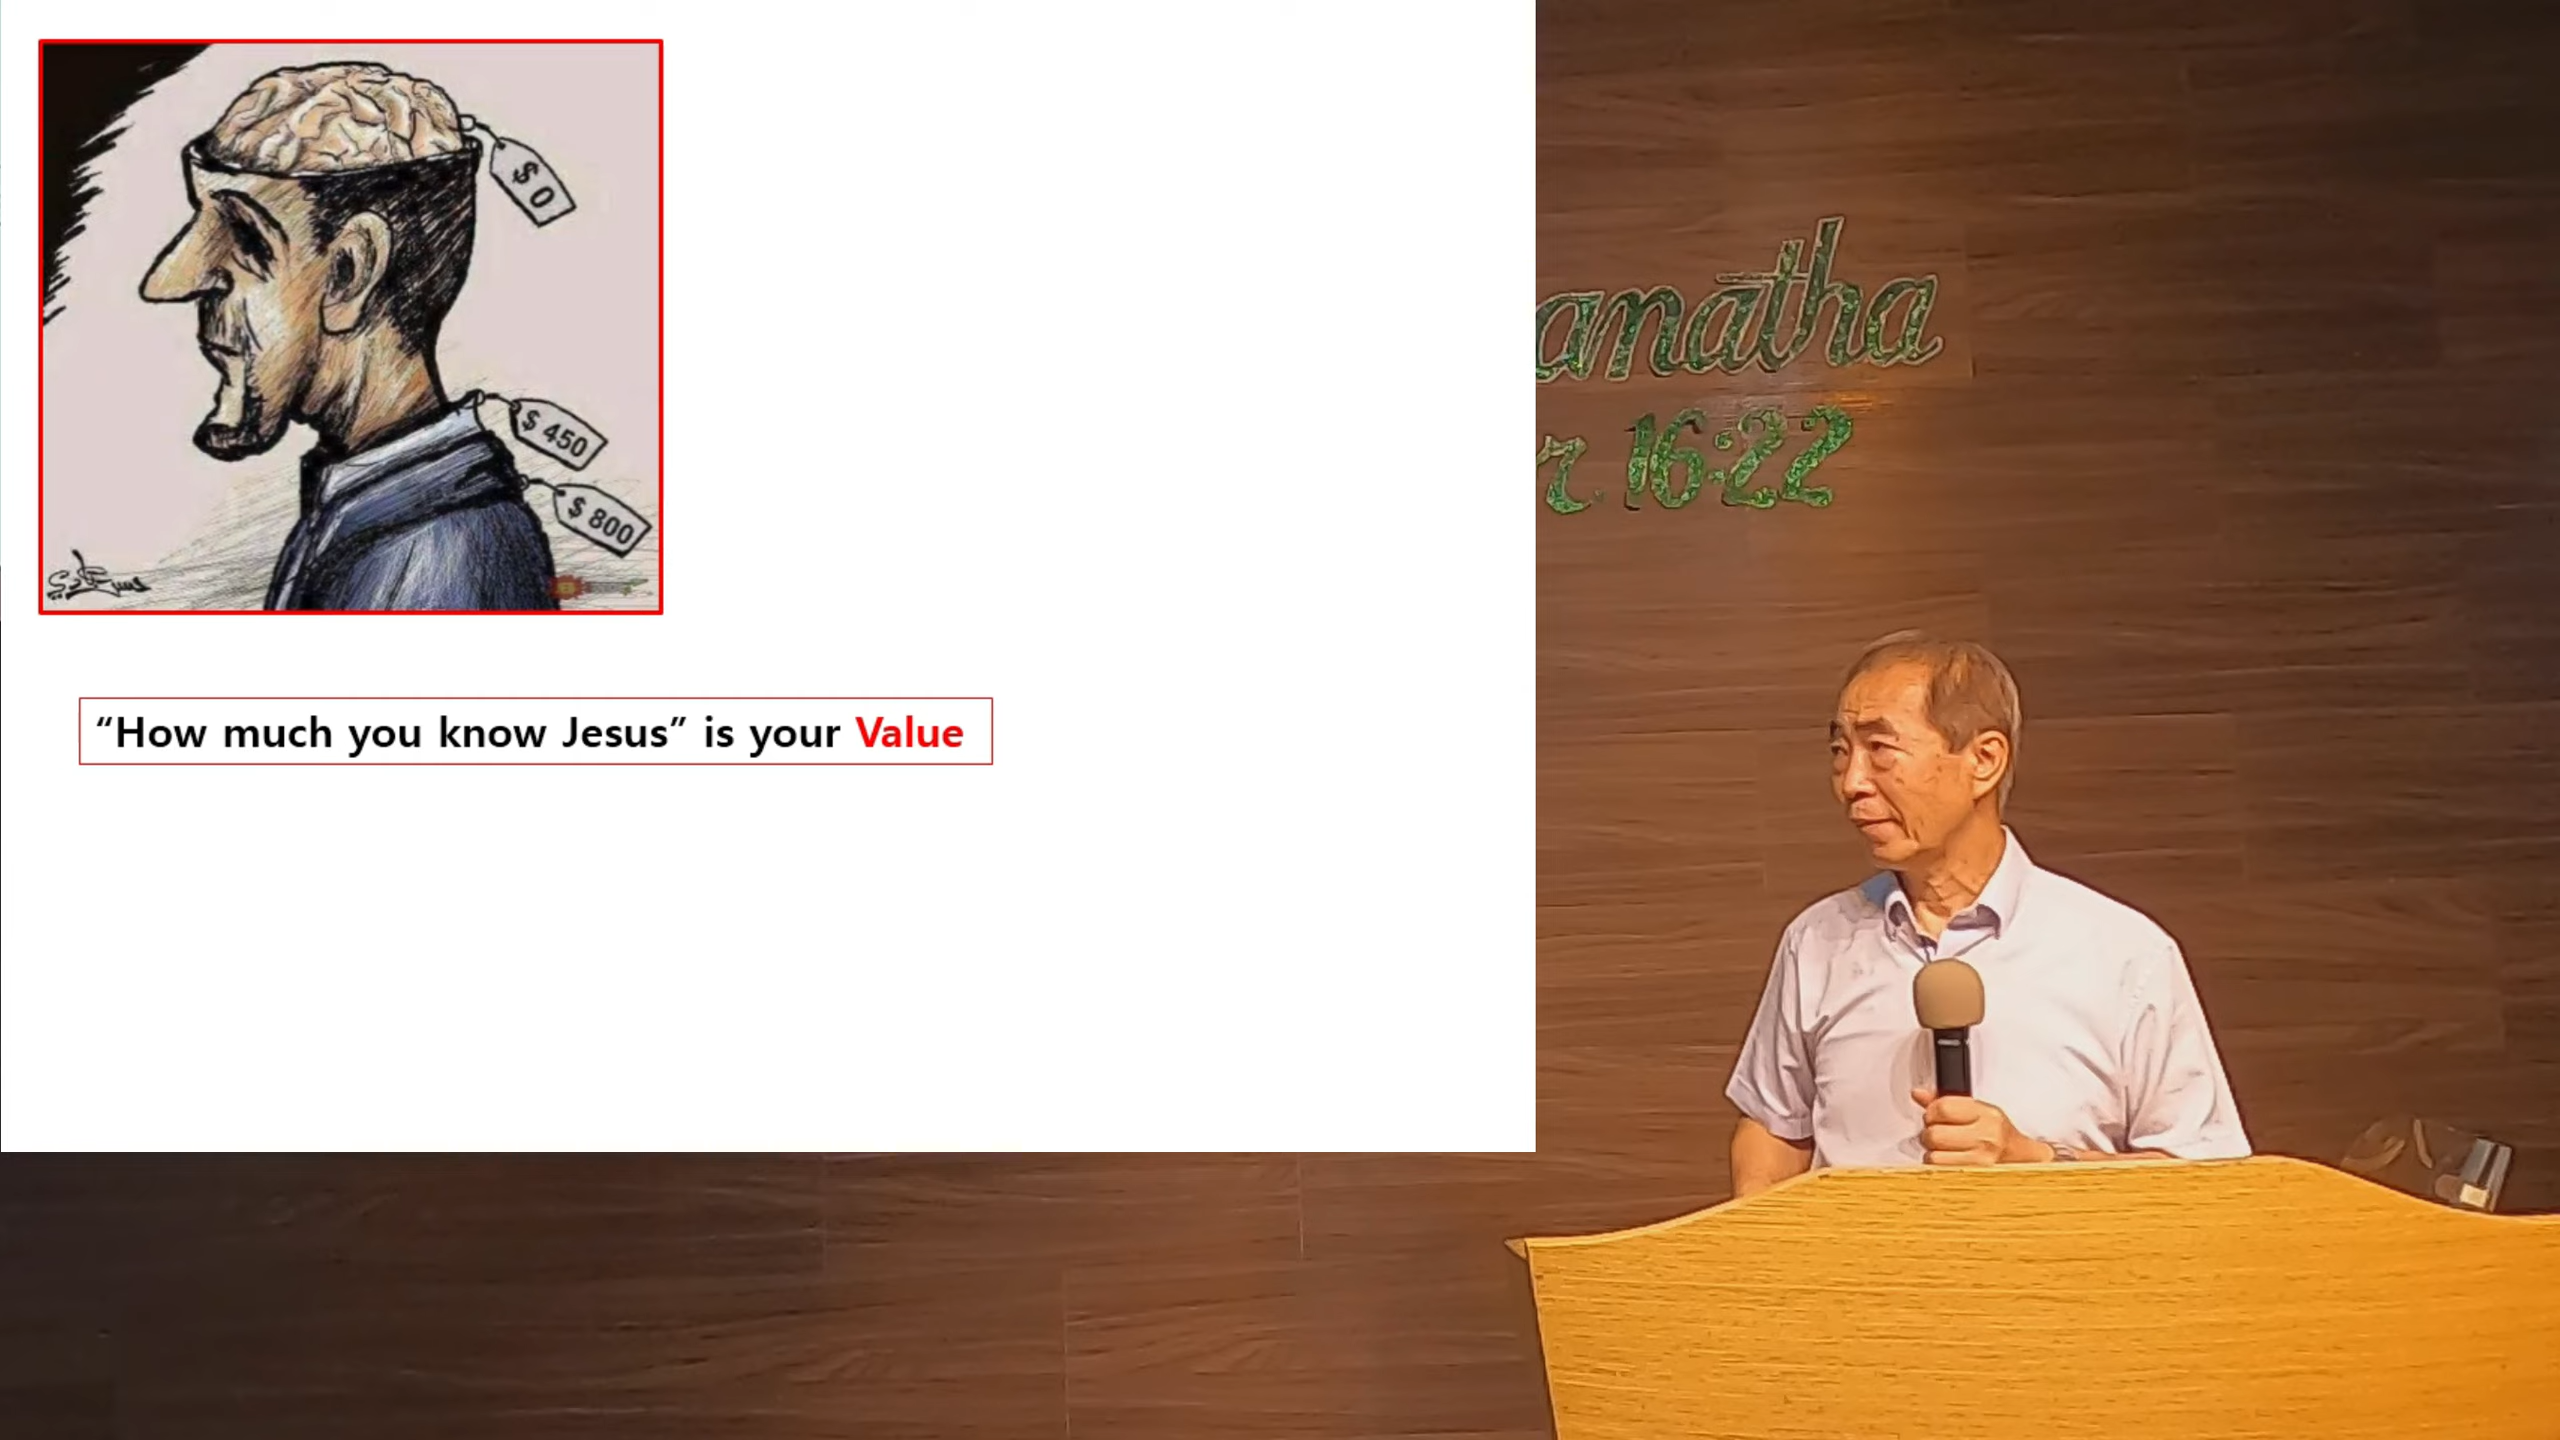 $ 0
$ 450
$ 800
“How much you know Jesus” is your Value
anatha
r. 16:22